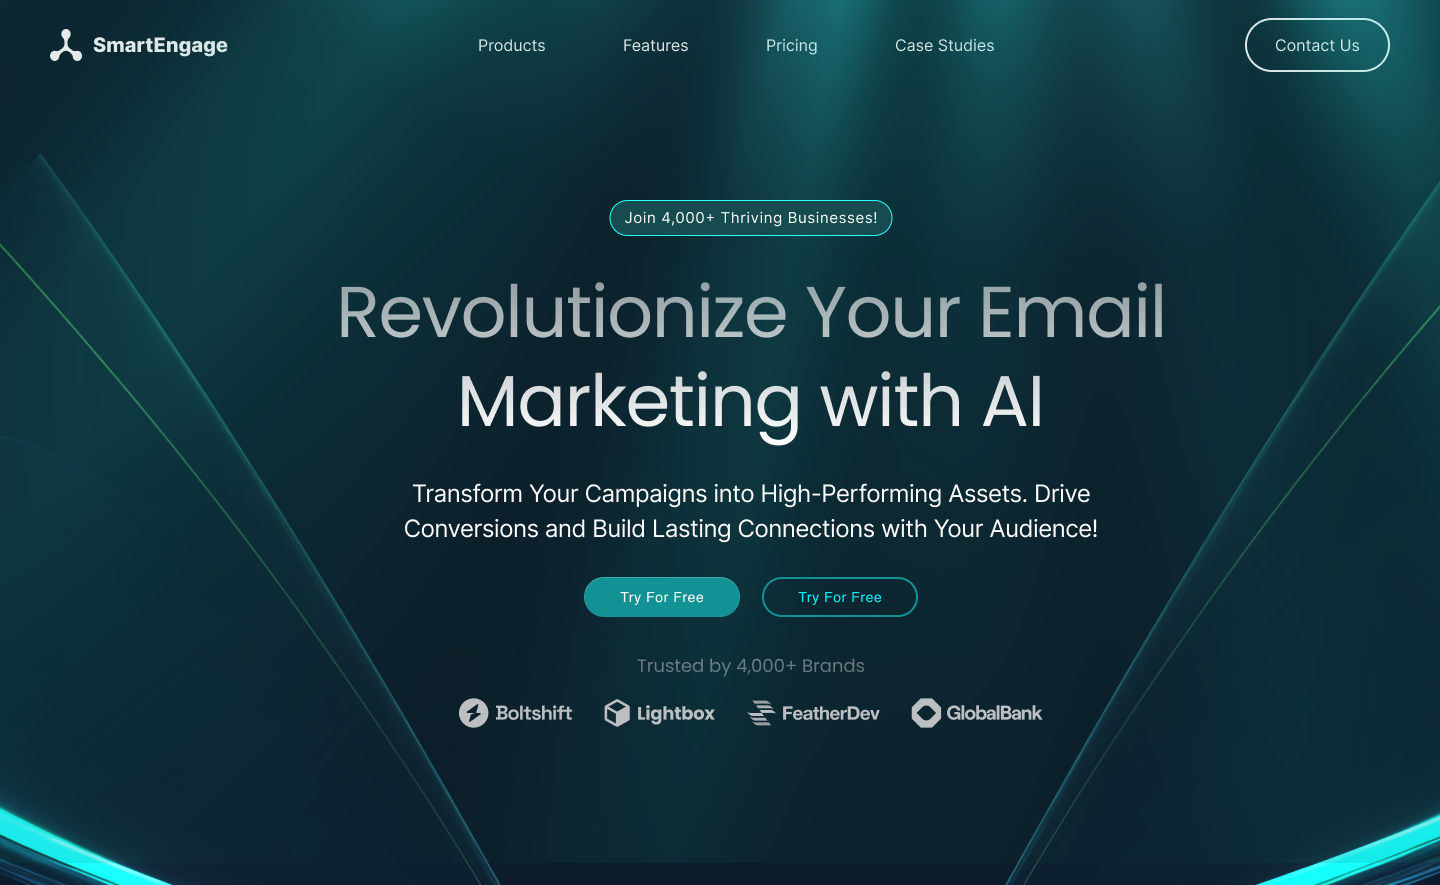 SmartEngage
Products
Features
Pricing
Case Studies
Contact Us
Join 4,000+ Thriving Businesses!
Revolutionize Your Email
Marketing with AI
Transform Your Campaigns into High-Performing Assets. Drive
Conversions and Build Lasting Connections with Your Audience!
Try For Free
Try For Free
Trusted by 4,000+ Brands
Boltshift
Lightbox
FeatherDev
GlobalBank